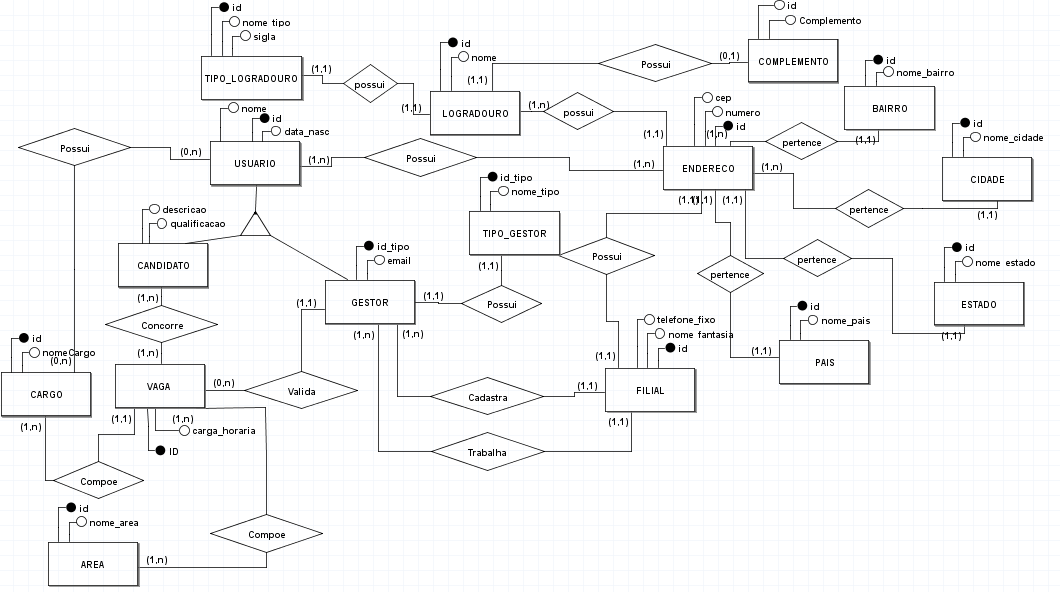 id
nome tipo
sigla
TIPO_LOGRADOURO
(1,1)
possui
(1,1)
id
nome
(1,1)
LOGRADOURO
Possui
(0,1)
id
Complemento
COMPLEMENTO
(1,n)
possui
(1,1)
id
nome_bairro
BAIRRO
cep
numero
id
(1,n)
pertence
(1,1)
id
nome_cidade
CIDADE
nome
id
data_nasc
USUARIO
Possui
(0,n)
(1,n)
Possui
(1,n)
ENDERECO
(1,n)
pertence
(1,1)
(1,1)
(1,1)
(1,1)
id_tipo
nome_tipo
TIPO_GESTOR
(1,1)
descricao
qualificacao
CANDIDATO
(1,n)
id_tipo
email
GESTOR
(1,1)
(1,1)
Possui
Possui
pertence
pertence
id
nome estado
ESTADO
(1,1)
id
nome_pais
PAIS
(1,1)
Concorre
(1,n)
(1,n)
(1,n)
telefone_fixo
nome fantasia
id
FILIAL
(1,1)
(1,1)
(1,1)
id
nomeCargo
(0,n)
CARGO
(1,n)
VAGA
(0,n)
Valida
Cadastra
Trabalha
(1,1)
(1,n)
carga_horaria
ID
Compoe
id
nome_area
AREA
(1,n)
Compoe